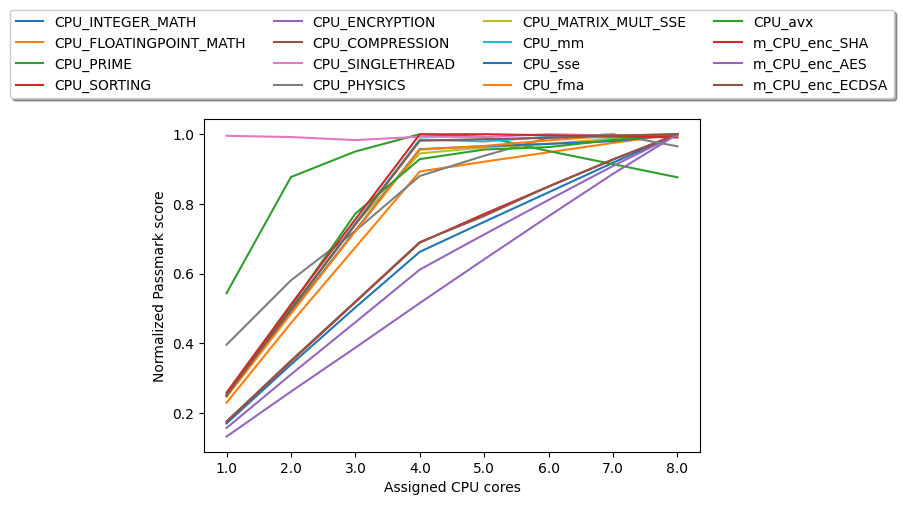 CPU_INTEGER_MATH
CPU_FLOATINGPOINT_MATH
CPU_PRIME
CPU_SORTING
CPU_ENCRYPTION
CPU_COMPRESSION
CPU_SINGLETHREAD
CPU_PHYSICS
CPU_MATRIX_MULT_SSE
CPU_mm
CPU_sse
CPU_fma
CPU_avx
m_CPU_enc_SHA
m_CPU_enc_AES
m_CPU_enc_ECDSA
Normalized Passmark score
1.0
0.8
0.6
0.4
0.2
1.0 2.0 3.0 4.0 5.0 6.0 7.0 8.0
Assigned CPU cores